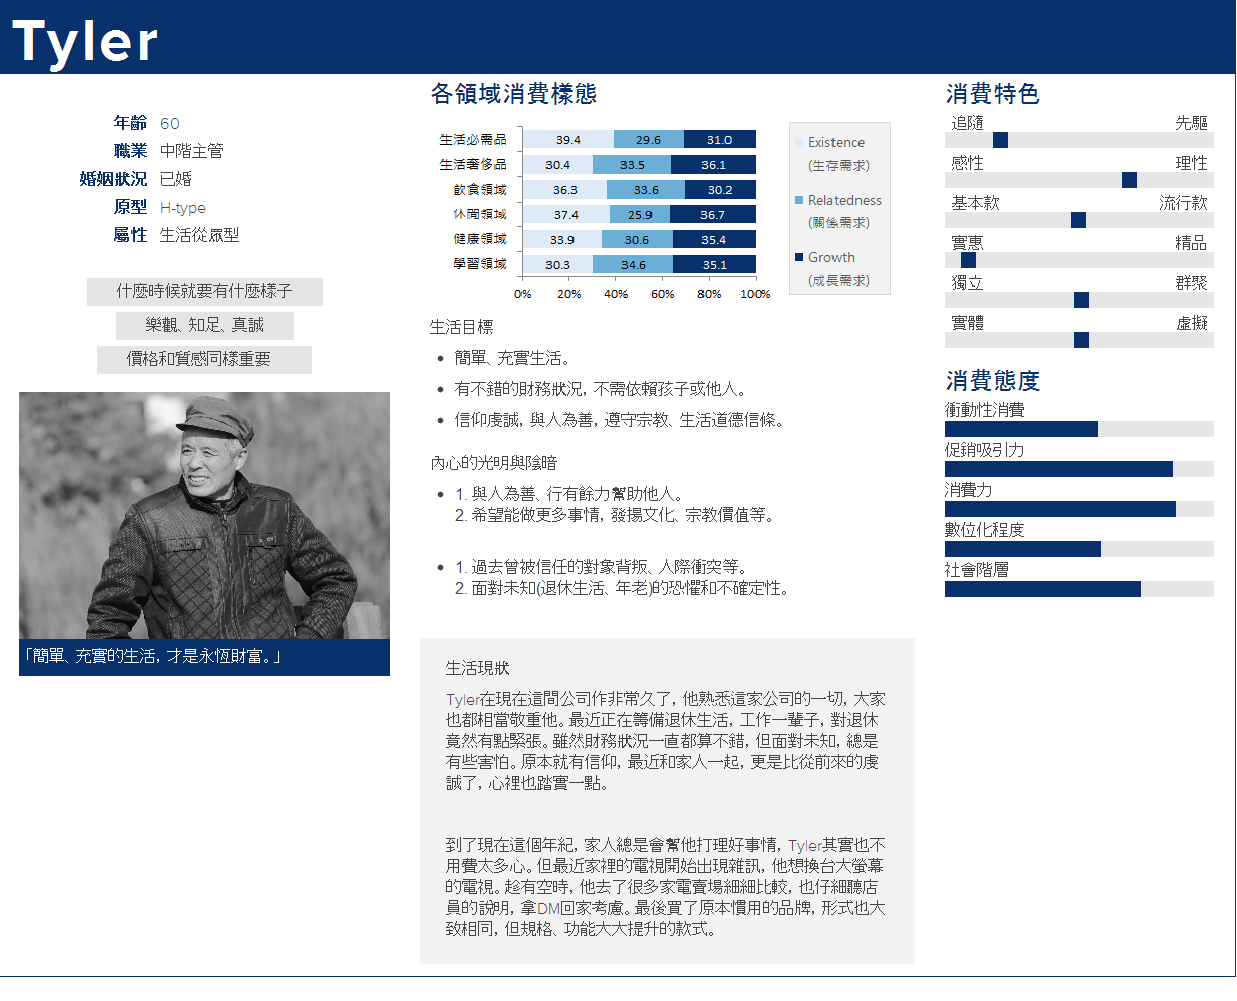 Tyler
年齡 60
職業 中階主管
婚姻狀況 已婚
原型 H-type
屬性 生活從眾型
什麼時候就要有什麼樣子
樂觀、知足、真誠
價格和質感同樣重要
「簡單、充實的生活，才是永恆財富。」
各領域消費樣態
生活必需品 39.4 29.6 31.0
生活奢侈品 30.4 33.5 36.1
飲食領域 36.3 33.6 30.2
休閒領域 37.4 25.9 36.7
健康領域 33.9 30.6 35.4
學習領域 30.3 34.6 35.1
0% 20% 40% 60% 80% 100%
Existence
(生存需求)
Relatedness
(關係需求)
Growth
(成長需求)
生活目標
• 簡單、充實生活。
• 有不錯的財務狀況，不需依賴孩子或他人。
• 信仰虔誠，與人為善，遵守宗教、生活道德信條。
內心的光明與陰暗
• 1. 與人為善、行有餘力幫助他人。
2. 希望能做更多事情，發揚文化、宗教價值等。
• 1. 過去曾被信任的對象背叛、人際衝突等。
2. 面對未知(退休生活、年老)的恐懼和不確定性。
生活現狀
Tyler在現在這間公司作非常久了，他熟悉這家公司的一切，大家
也都相當敬重他。最近正在籌備退休生活，工作一輩子，對退休
竟然有點緊張。雖然財務狀況一直都算不錯，但面對未知，總是
有些害怕。原本就有信仰，最近和家人一起，更是比從前來的虔
誠了，心裡也踏實一點。
到了現在這個年紀，家人總是會幫他打理好事情，Tyler其實也不
用費太多心。但最近家裡的電視開始出現雜訊，他想換台大螢幕
的電視。趁有空時，他去了很多家電賣場細細比較，也仔細聽店
員的說明，拿DM回家考慮。最後買了原本慣用的品牌，形式也大
致相同，但規格、功能大大提升的款式。
消費特色
追隨 先驅
感性 理性
基本款 流行款
實惠 精品
獨立 群聚
實體 虛擬
消費態度
衝動性消費
促銷吸引力
消費力
數位化程度
社會階層